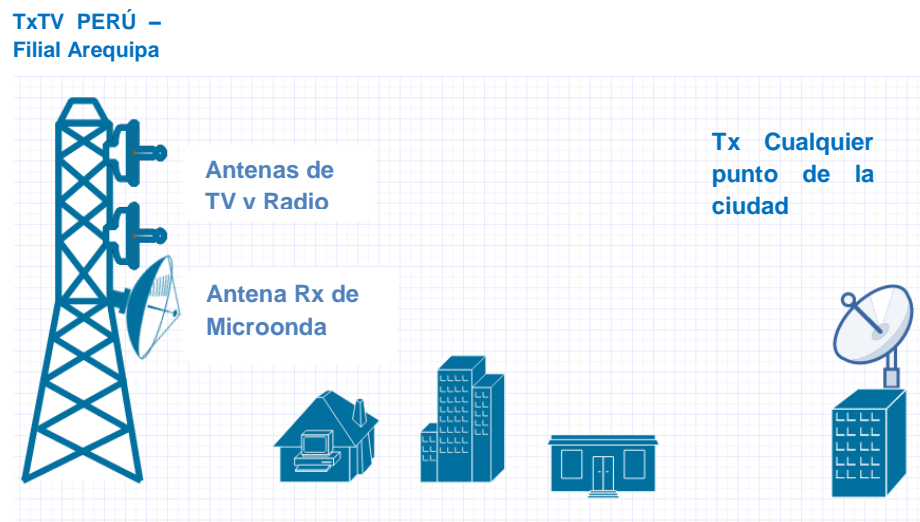 TxTV PERÚ –
Filial Arequipa
Antenas de
TV y Radio
Tx Cualquier
punto de la
ciudad
Antena Rx de
Microonda